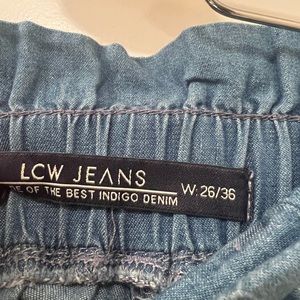 LCW JEANS
OF THE BEST INDIGO DENIM
W: 26/36